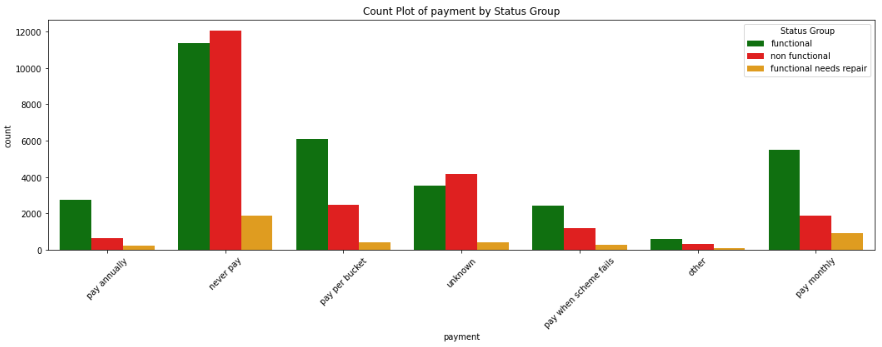 Count Plot of payment by Status Group
Status Group
functional
non functional
functional needs repair
12000
10000
8000
6000
4000
2000
0
count
pay annually
never pay
pay per bucket
unknown
pay when scheme fails
other
pay monthly
payment